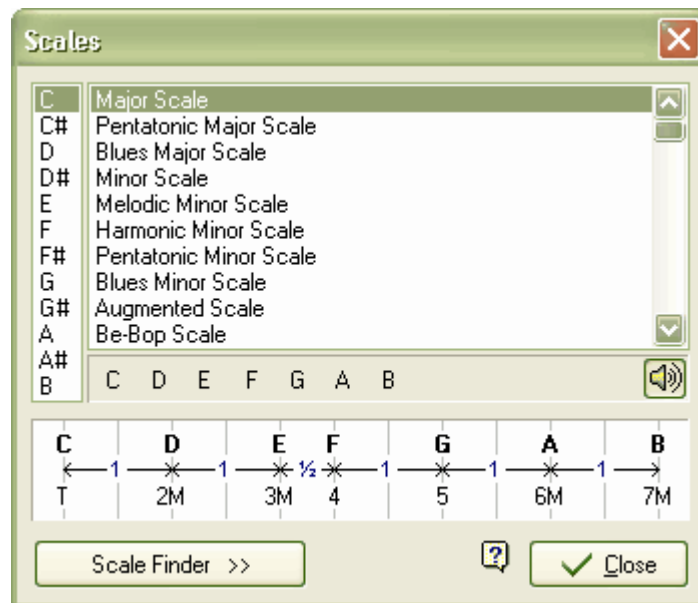 Scales
C
C#
D
D#
E
F
F#
G
G#
A
A#
B
Major Scale
Pentatonic Major Scale
Blues Major Scale
Minor Scale
Melodic Minor Scale
Harmonic Minor Scale
Pentatonic Minor Scale
Blues Minor Scale
Augmented Scale
Be-Bop Scale
C D E F G A B
C D E F G A B
1 1 ½ 1 1 1
T 2M 3M 4 5 6M 7M
Scale Finder >>
?
Close